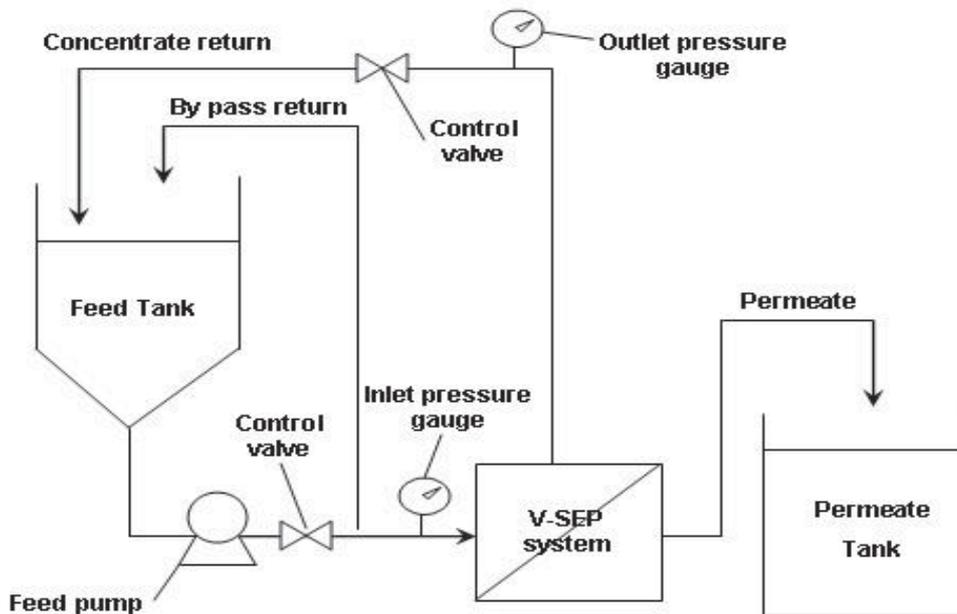 Concentrate return
Outlet pressure
gauge
By pass return
Control
valve
Feed Tank
Permeate
Inlet pressure
gauge
Control
valve
V-SEP
system
Permeate
Tank
Feed pump